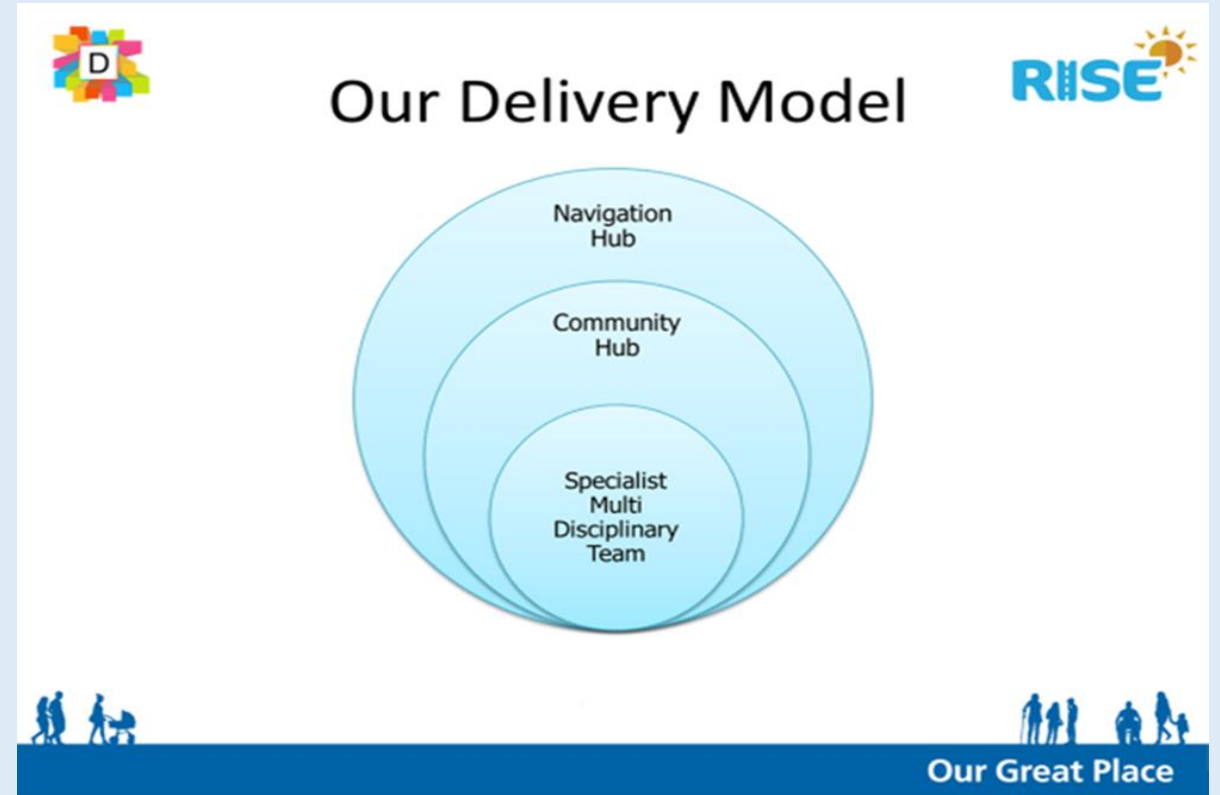 D
RISE
Our Delivery Model
Navigation
Hub
Community
Hub
Specialist
Multi
Disciplinary
Team
Our Great Place